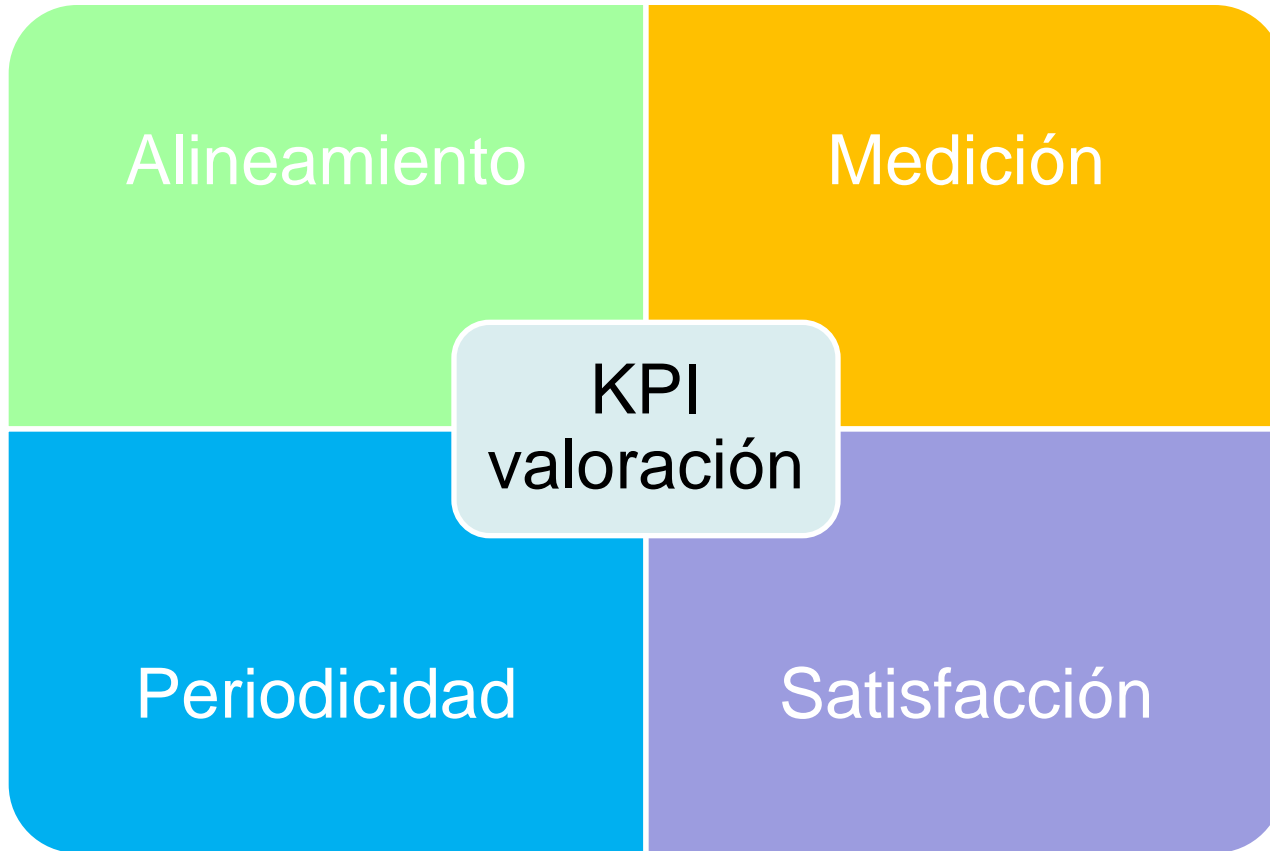 Alineamiento
Medición
KPI
valoración
Periodicidad
Satisfacción